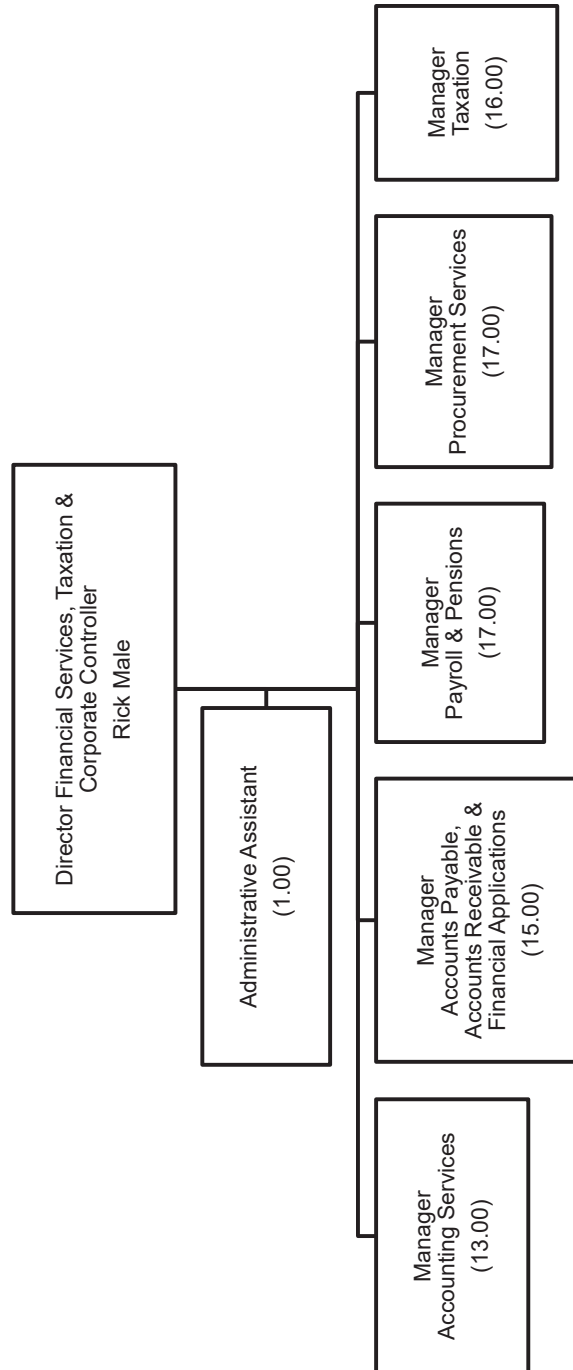 Director Financial Services, Taxation &
Corporate Controller
Rick Male
Administrative Assistant
(1.00)
Manager
Accounting Services
(13.00)
Manager
Accounts Payable,
Accounts Receivable &
Financial Applications
(15.00)
Manager
Payroll & Pensions
(17.00)
Manager
Procurement Services
(17.00)
Manager
Taxation
(16.00)